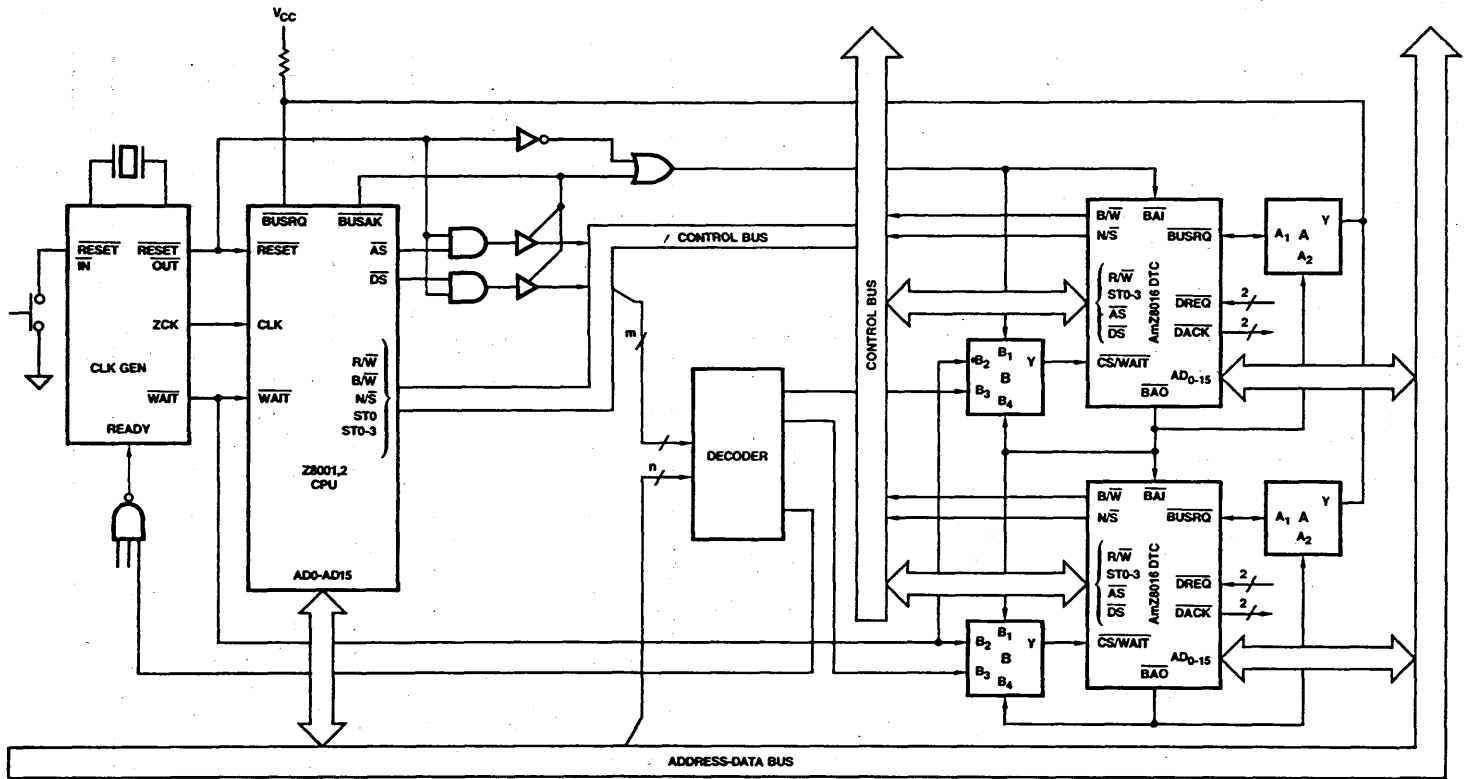 VCC
BUSRQ
BUSAK
RESET IN
RESET OUT
ZCK
CLK GEN
WAIT
READY
RESET
AS
DS
CLK
R/W
B/W
N/S
ST0
ST0-3
WAIT
Z8001,2
CPU
AD0-AD15
CONTROL BUS
m
n
DECODER
CONTROL BUS
B/W
BAI
N/S
BUSRQ
R/W
ST0-3
AS
DS
AmZ8016 DTC
DREQ
2
DACK
2
CS/WAIT
AD0-15
BAO
A1 A Y
A2
B2 B1 Y
B3 B
B4
B/W
BAI
N/S
BUSRQ
R/W
ST0-3
AS
DS
AmZ8016 DTC
DREQ
2
DACK
2
CS/WAIT
AD0-15
BAO
A1 A Y
A2
B2 B1 Y
B3 B
B4
ADDRESS-DATA BUS